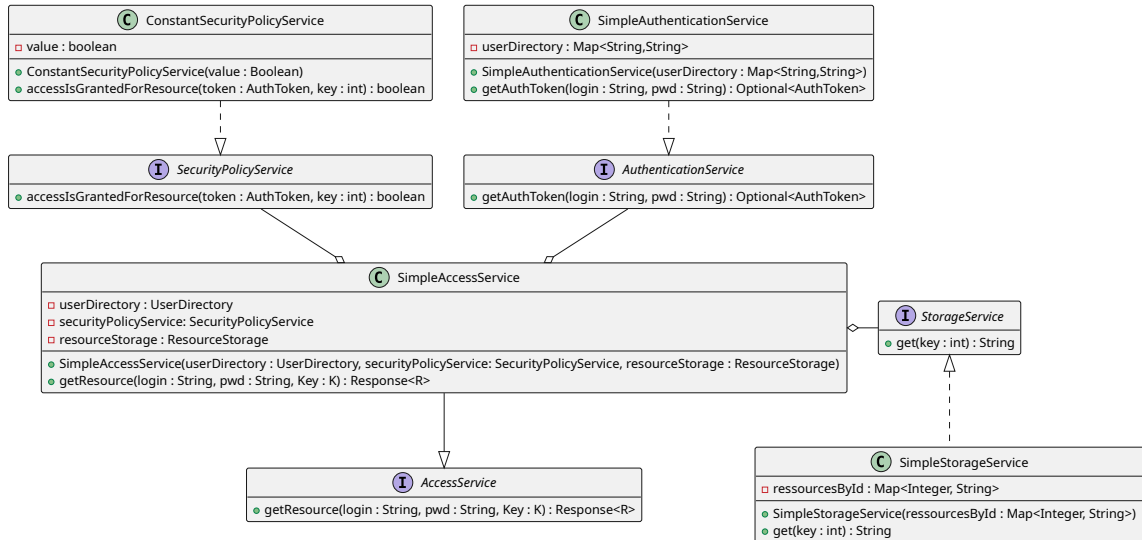 C ConstantSecurityPolicyService
value : boolean
ConstantSecurityPolicyService(value : Boolean)
accessIsGrantedForResource(token : AuthToken, key : int) : boolean
C SimpleAuthenticationService
userDirectory : Map<String,String>
SimpleAuthenticationService(userDirectory : Map<String,String>)
getAuthToken(login : String, pwd : String) : Optional<AuthToken>
I SecurityPolicyService
accessIsGrantedForResource(token : AuthToken, key : int) : boolean
I AuthenticationService
getAuthToken(login : String, pwd : String) : Optional<AuthToken>
C SimpleAccessService
userDirectory : UserDirectory
securityPolicyService: SecurityPolicyService
resourceStorage : ResourceStorage
SimpleAccessService(userDirectory : UserDirectory, securityPolicyService: SecurityPolicyService, resourceStorage : ResourceStorage)
getResource(login : String, pwd : String, Key : K) : Response<R>
I StorageService
get(key : int) : String
I AccessService
getResource(login : String, pwd : String, Key : K) : Response<R>
C SimpleStorageService
ressourcesById : Map<Integer, String>
SimpleStorageService(ressourcesById : Map<Integer, String>)
get(key : int) : String